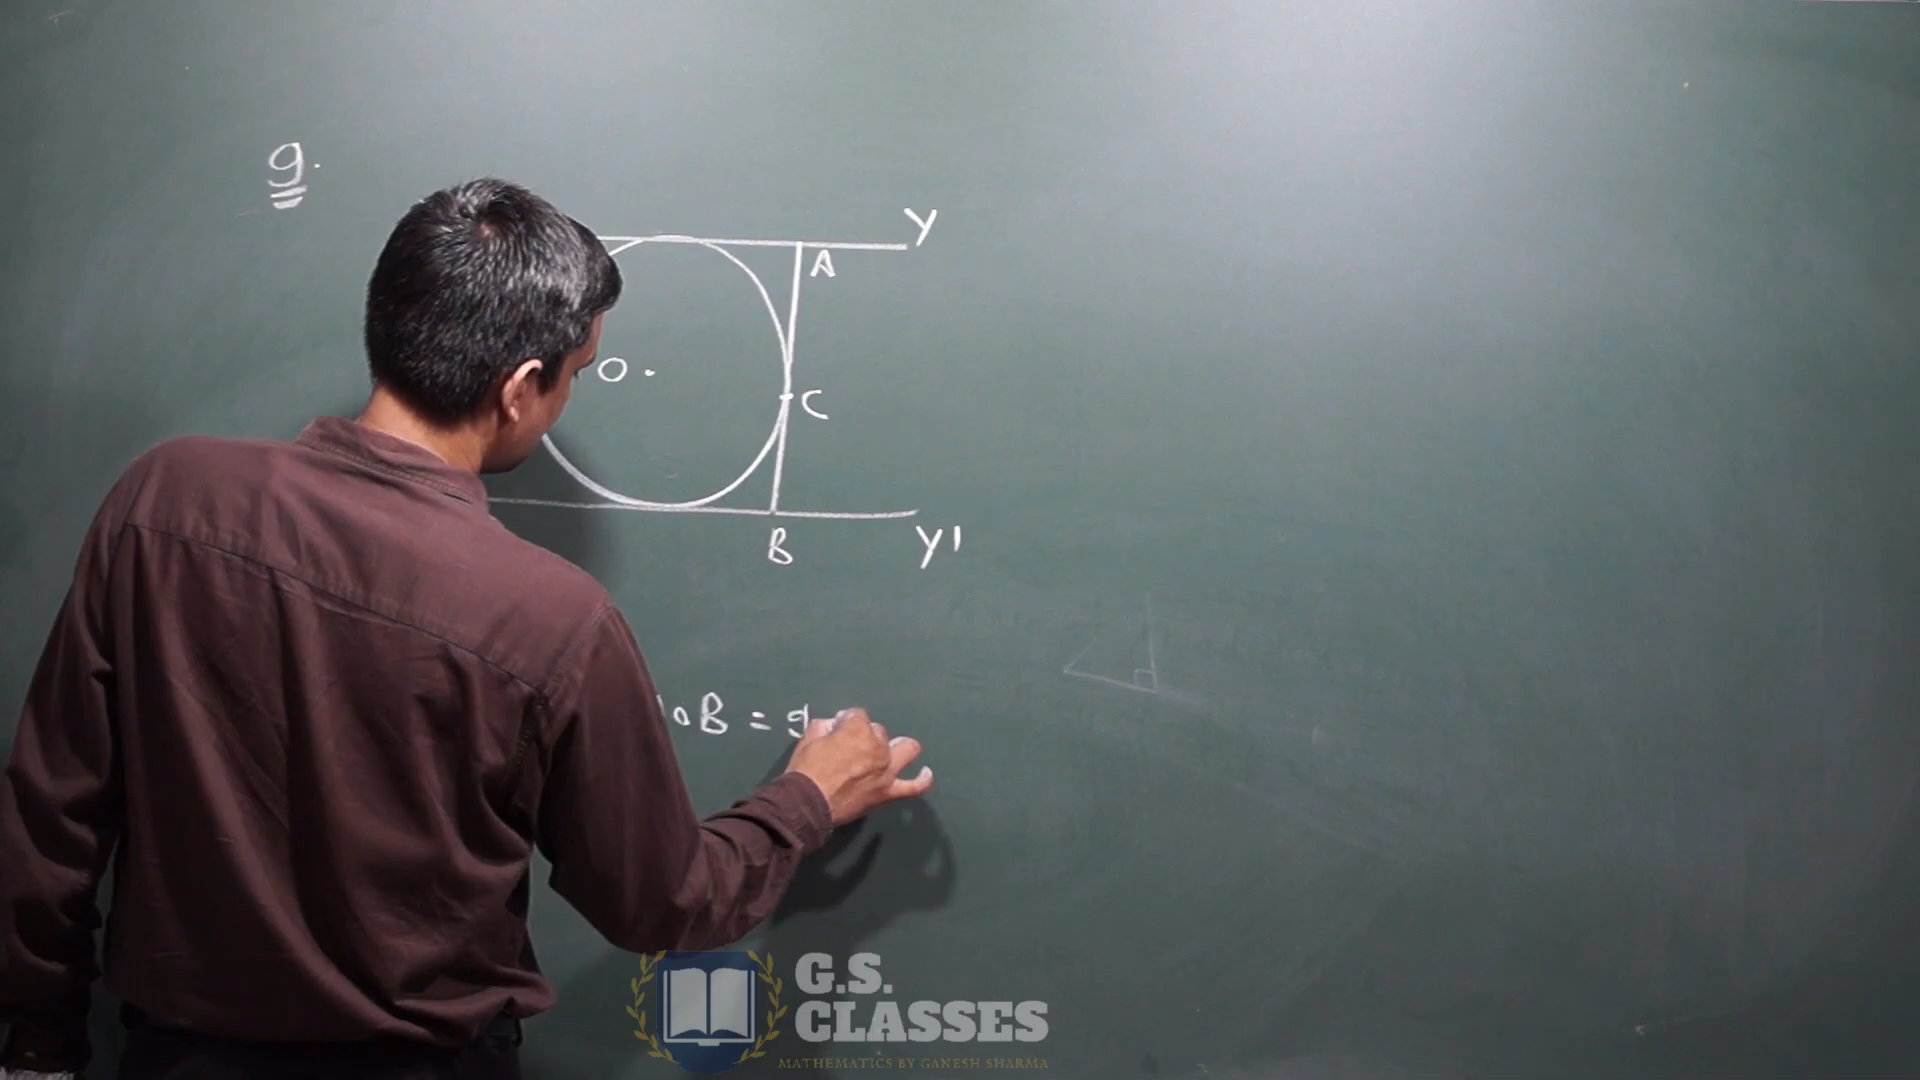 9.
Y
A
O .
C
B
Y'
OB = 9
G.S.
CLASSES
MATHEMATICS BY GANESH SHARMA